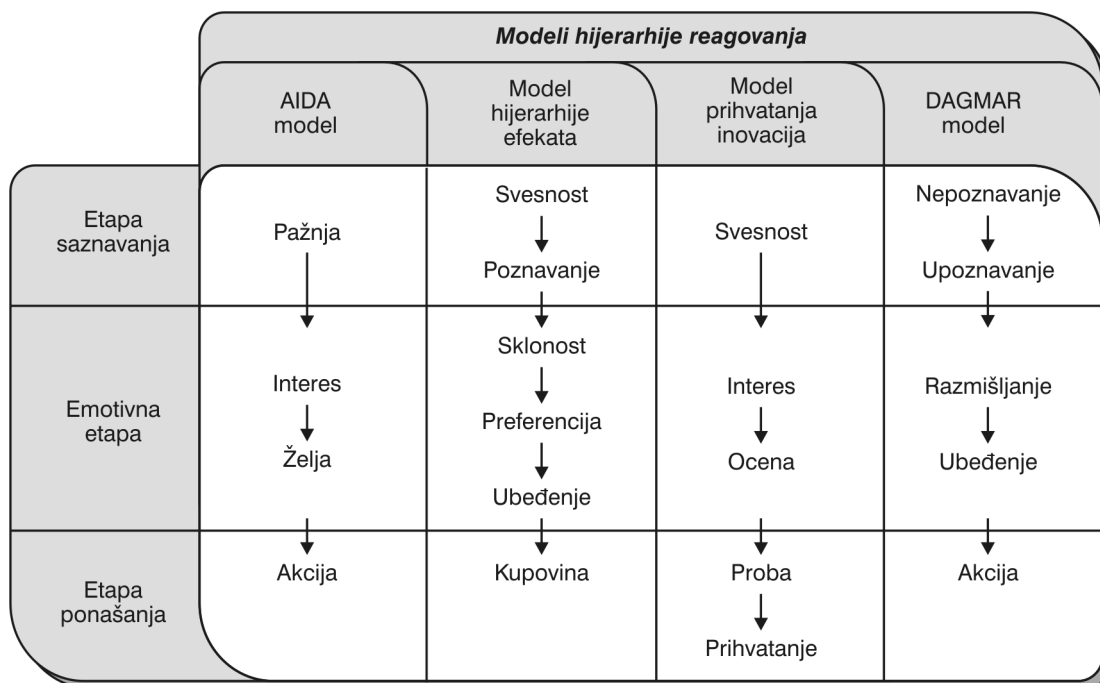 Modeli hijerarhije reagovanja
AIDA
model
Model
hijerarhije
efekata
Model
prihvatanja
inovacija
DAGMAR
model
Etapa
saznavanja
Pažnja
Svesnost
Poznavanje
Svesnost
Nepoznavanje
Upoznavanje
Emotivna
etapa
Interes
Želja
Sklonost
Preferencija
Ubeđenje
Interes
Ocena
Razmišljanje
Ubeđenje
Etapa
ponašanja
Akcija
Kupovina
Proba
Prihvatanje
Akcija